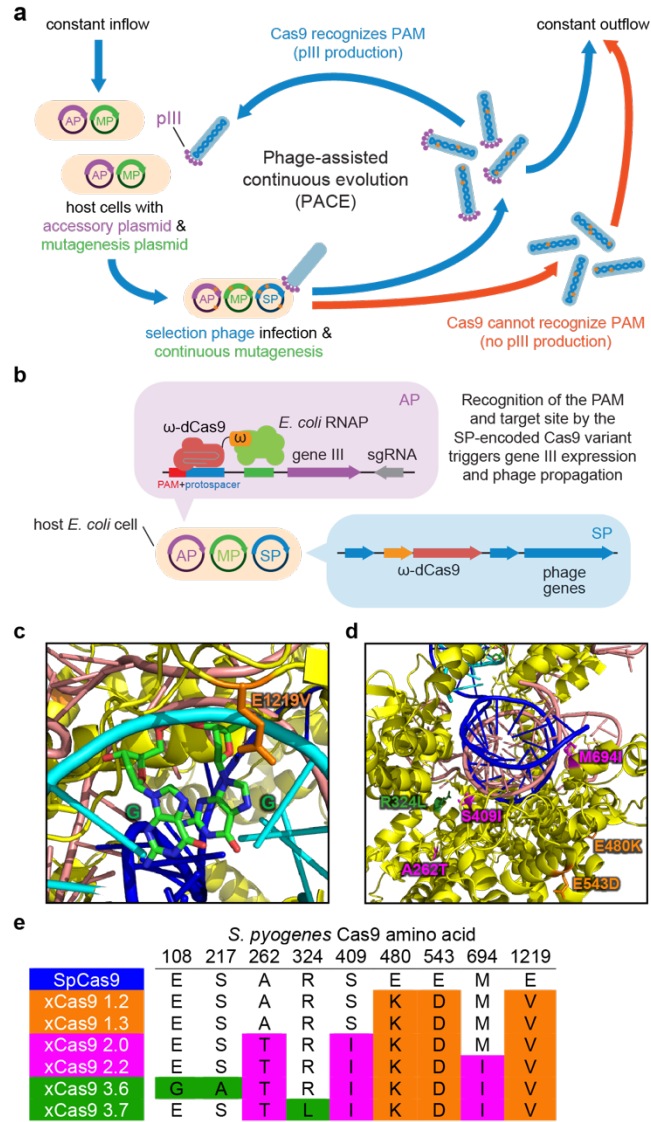 a
constant inflow
Cas9 recognizes PAM
(pIII production)
constant outflow
AP MP
pIII
AP MP
Phage-assisted
continuous evolution
(PACE)
host cells with
accessory plasmid &
mutagenesis plasmid
AP MP SP
selection phage infection &
continuous mutagenesis
Cas9 cannot recognize PAM
(no pIII production)
b
AP
ω-dCas9
E. coli RNAP
ω
gene III
sgRNA
PAM+protospacer
Recognition of the PAM
and target site by the
SP-encoded Cas9 variant
triggers gene III expression
and phage propagation
host E. coli cell
AP MP SP
SP
ω-dCas9
phage
genes
c
E1219V
G G
d
M694I
R324L
S409I
E480K
A262T
E543D
e
S. pyogenes Cas9 amino acid
108 217 262 324 409 480 543 694 1219
SpCas9 E S A R S E E M E
xCas9 1.2 E S A R S K D M V
xCas9 1.3 E S A R S K D M V
xCas9 2.0 E S T R I K D M V
xCas9 2.2 E S T R I K D I V
xCas9 3.6 G A T R I K D I V
xCas9 3.7 E S T L I K D I V